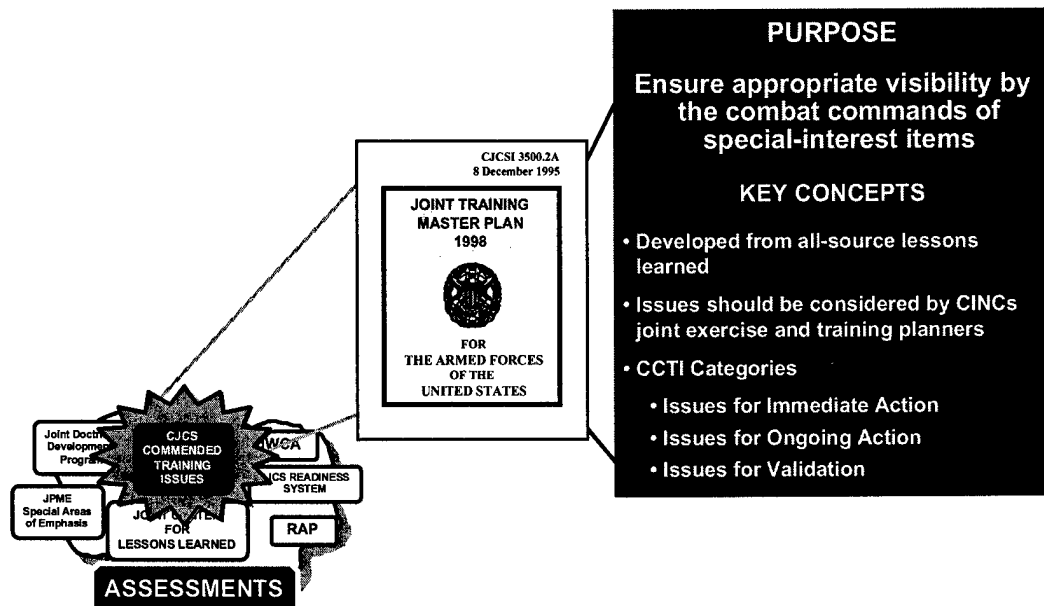 PURPOSE
Ensure appropriate visibility by
the combat commands of
special-interest items
KEY CONCEPTS
• Developed from all-source lessons
learned
• Issues should be considered by CINCs
joint exercise and training planners
• CCTI Categories
• Issues for Immediate Action
• Issues for Ongoing Action
• Issues for Validation
CJCSI 3500.2A
8 December 1995
JOINT TRAINING
MASTER PLAN
1998
FOR
THE ARMED FORCES
OF THE
UNITED STATES
CJCS
COMMENDED
TRAINING
ISSUES
Joint
Development
JPME
Special Areas
of Emphasis
WCA
READINESS
SYSTEM
FOR
LESSONS LEARNED
RAP
ASSESSMENTS